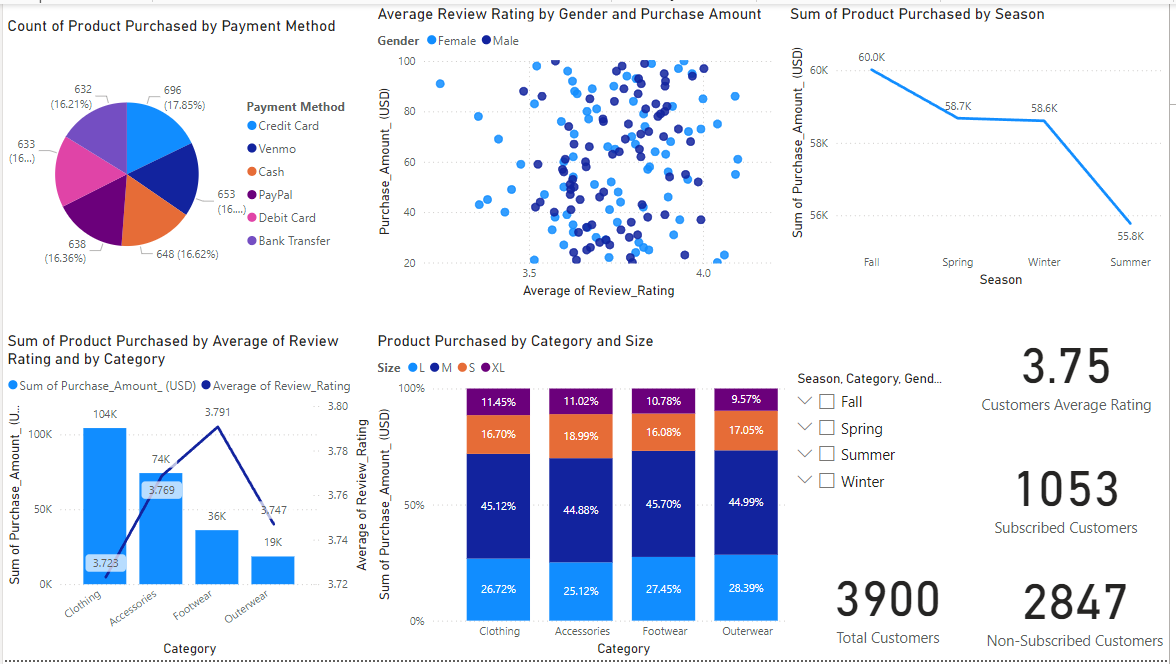 Count of Product Purchased by Payment Method
632
(16.21%)
696
(17.85%)
633
(16...)
653
(16....)
638
(16.36%)
648 (16.62%)
Payment Method
Credit Card
Venmo
Cash
PayPal
Debit Card
Bank Transfer
Average Review Rating by Gender and Purchase Amount
Gender Female Male
Purchase_Amount_ (USD)
100
80
60
40
20
3.5 4.0
Average of Review_Rating
Sum of Product Purchased by Season
Sum of Purchase_Amount_ (USD)
60K
58K
56K
60.0K
58.7K
58.6K
55.8K
Fall Spring Winter Summer
Season
Sum of Product Purchased by Average of Review
Rating and by Category
Sum of Purchase_Amount_ (USD) Average of Review_Rating
Sum of Purchase_Amount_ (U...
100K
50K
0K
104K
74K
36K
19K
3.723
3.769
3.791
3.747
3.80
3.78
3.76
3.74
3.72
Average of Review_Rating
Clothing Accessories Footwear Outerwear
Category
Product Purchased by Category and Size
Size L M S XL
Sum of Purchase_Amount_ (USD)
100%
50%
0%
11.45% 11.02% 10.78% 9.57%
16.70% 18.99% 16.08% 17.05%
45.12% 44.88% 45.70% 44.99%
26.72% 25.12% 27.45% 28.39%
Clothing Accessories Footwear Outerwear
Category
Season, Category, Gend...
Fall
Spring
Summer
Winter
3.75
Customers Average Rating
1053
Subscribed Customers
3900
Total Customers
2847
Non-Subscribed Customers